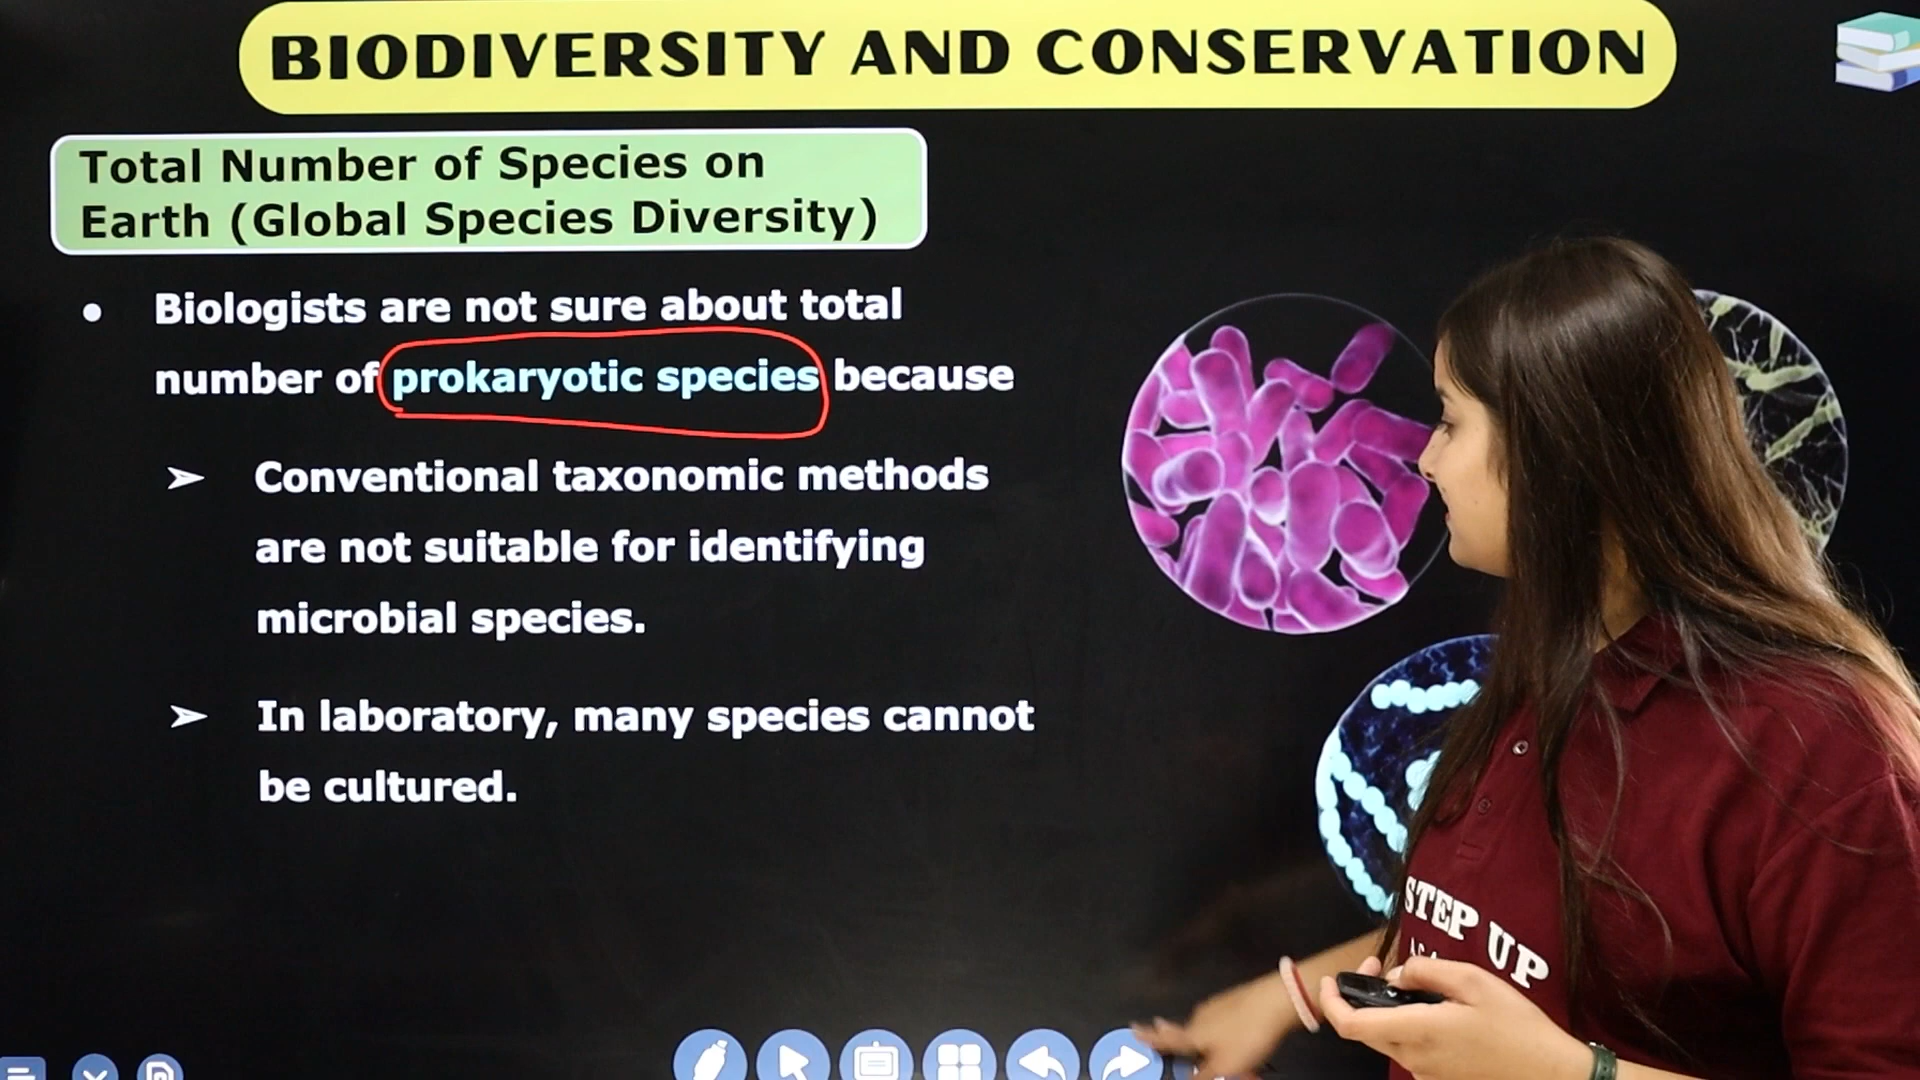 BIODIVERSITY AND CONSERVATION
Total Number of Species on
Earth (Global Species Diversity)
• Biologists are not sure about total
number of prokaryotic species because
➢ Conventional taxonomic methods
are not suitable for identifying
microbial species.
➢ In laboratory, many species cannot
be cultured.
STEP UP